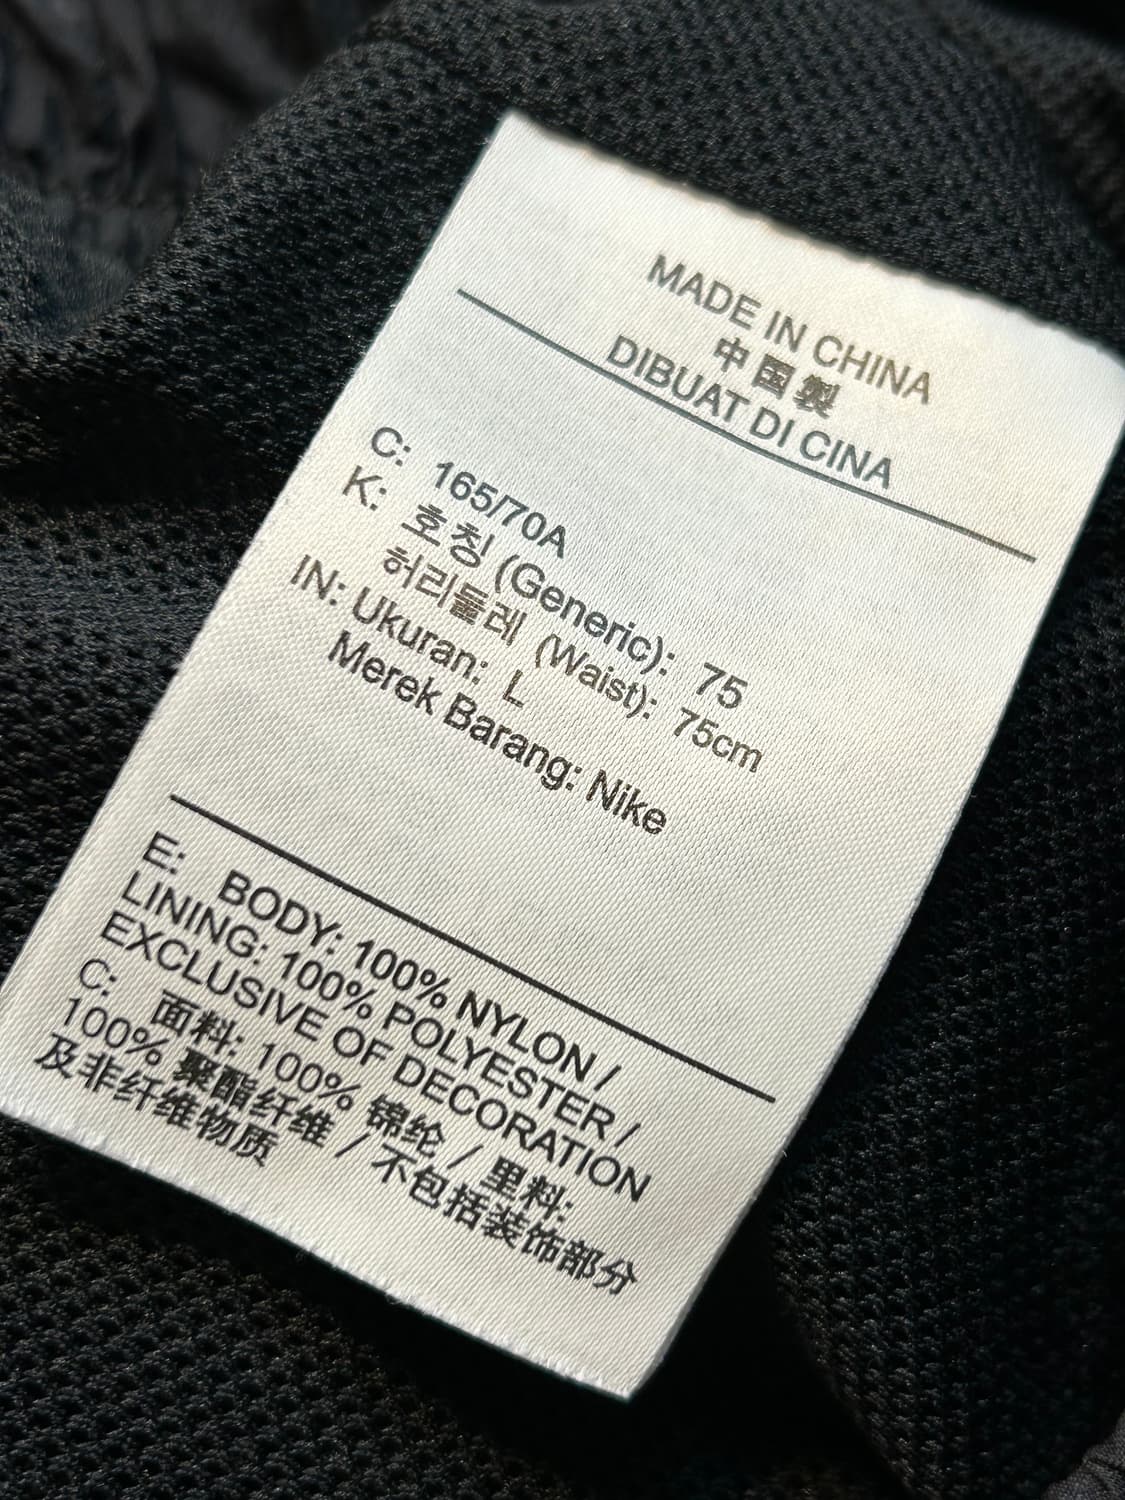 MADE IN CHINA
中国製
DIBUAT DI CINA
C: 165/70A
K: 호칭 (Generic): 75
허리둘레 (Waist): 75cm
IN: Ukuran: L
Merek Barang: Nike
E: BODY: 100% NYLON /
LINING: 100% POLYESTER /
EXCLUSIVE OF DECORATION
C: 面料: 100% 锦纶 / 里料:
100% 聚酯纤维 / 不包括装饰部分
及非纤维物质